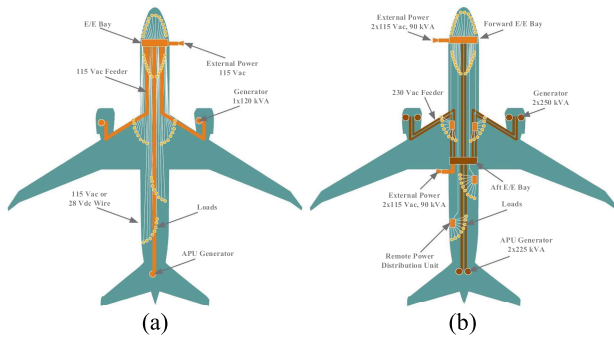 E/E Bay
External Power
115 Vac
115 Vac Feeder
Generator
1x120 kVA
115 Vac or
28 Vdc Wire
Loads
APU Generator
(a)
External Power
2x115 Vac, 90 kVA
Forward E/E Bay
230 Vac Feeder
Generator
2x250 kVA
Aft E/E Bay
External Power
2x115 Vac, 90 kVA
Loads
Remote Power
Distribution Unit
APU Generator
2x225 kVA
(b)